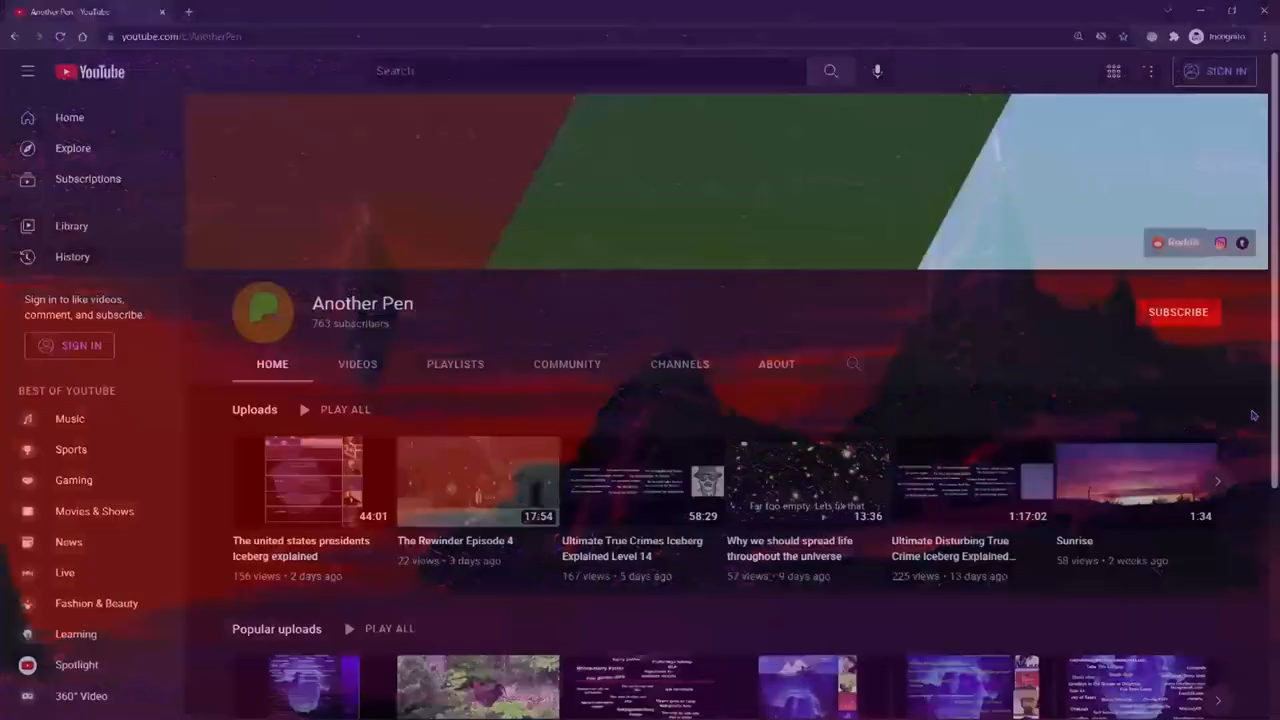 Another Pen - YouTube
youtube.com/c/AnotherPen
Incognito
YouTube
Search
SIGN IN
Home
Explore
Subscriptions
Library
History
Sign in to like videos,
comment, and subscribe.
SIGN IN
BEST OF YOUTUBE
Music
Sports
Gaming
Movies & Shows
News
Live
Fashion & Beauty
Learning
Spotlight
360° Video
Reddit
Another Pen
763 subscribers
SUBSCRIBE
HOME VIDEOS PLAYLISTS COMMUNITY CHANNELS ABOUT
Uploads PLAY ALL
44:01
The united states presidents
Iceberg explained
156 views • 2 days ago
17:54
The Rewinder Episode 4
22 views • 3 days ago
58:29
Ultimate True Crimes Iceberg
Explained Level 14
167 views • 5 days ago
Far too empty. Lets fix that
13:36
Why we should spread life
throughout the universe
57 views • 9 days ago
1:17:02
Ultimate Disturbing True
Crime Iceberg Explained...
225 views • 13 days ago
1:34
Sunrise
58 views • 2 weeks ago
Popular uploads PLAY ALL